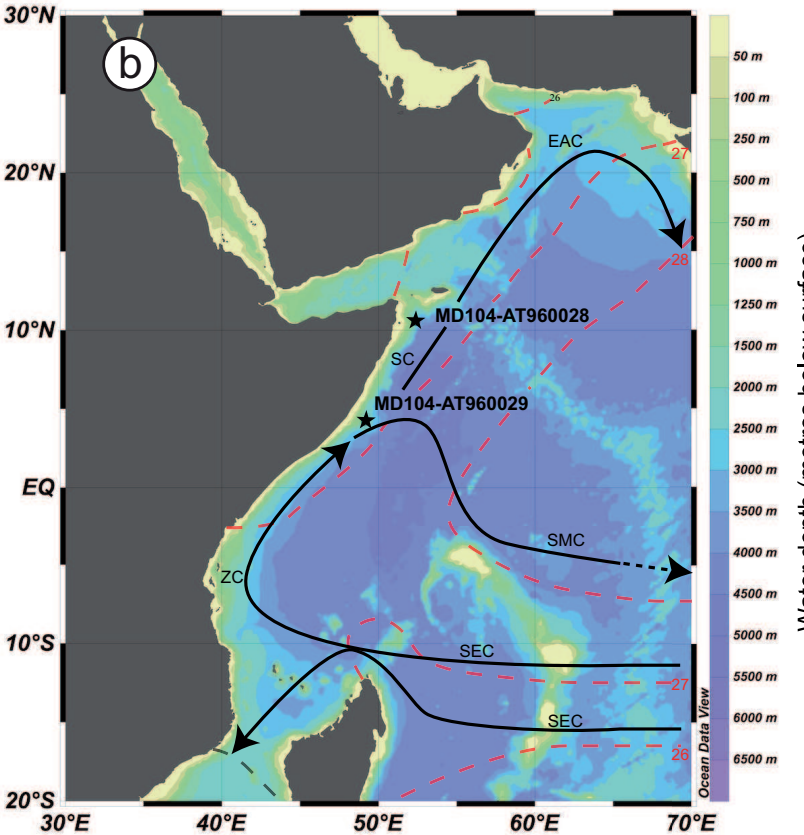 30°N
20°N
10°N
EQ
10°S
20°S
30°E
40°E
50°E
60°E
70°E
b
26
EAC
27
28
MD104-AT960028
SC
MD104-AT960029
SMC
ZC
SEC
27
SEC
26
Ocean Data View
50 m
100 m
250 m
500 m
750 m
1000 m
1250 m
1500 m
2000 m
2500 m
3000 m
3500 m
4000 m
4500 m
5000 m
5500 m
6000 m
6500 m
Water depth (metres below surface)